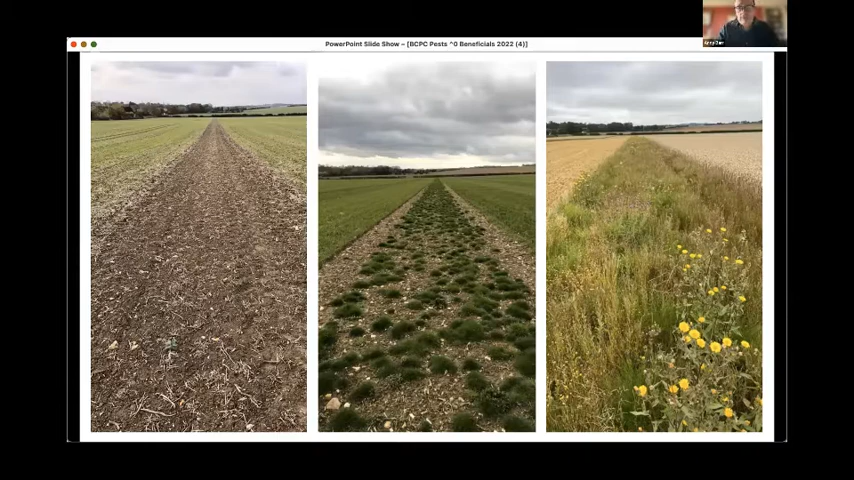 PowerPoint Slide Show – [BCPC Pests ^0 Beneficials 2022 (4)]